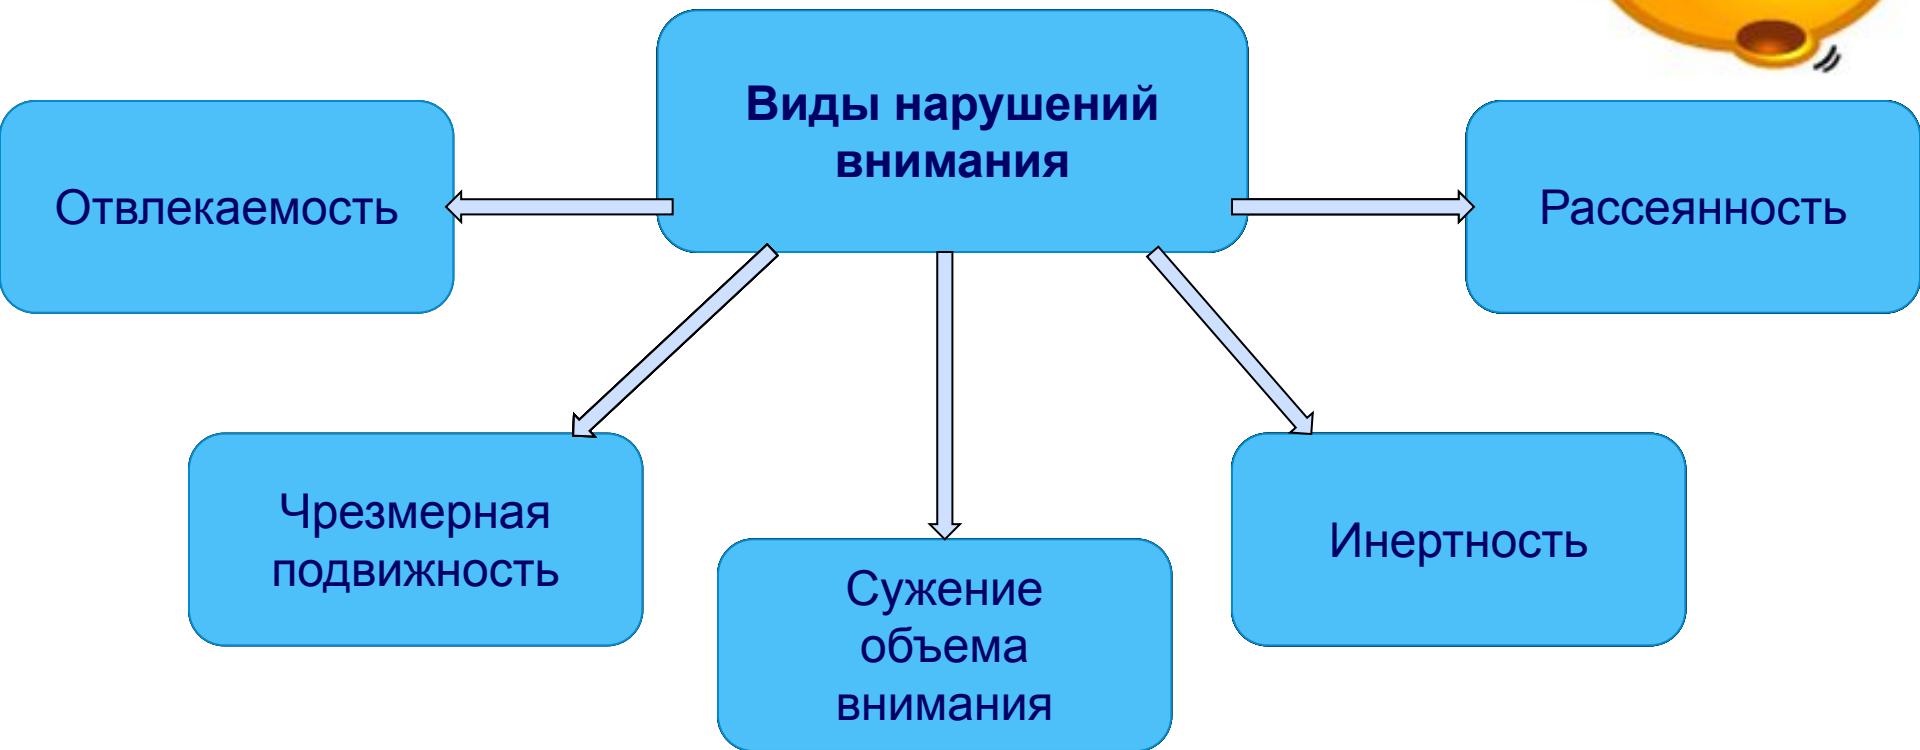 Виды нарушений
внимания
Отвлекаемость
Рассеянность
Чрезмерная
подвижность
Сужение
объема
внимания
Инертность